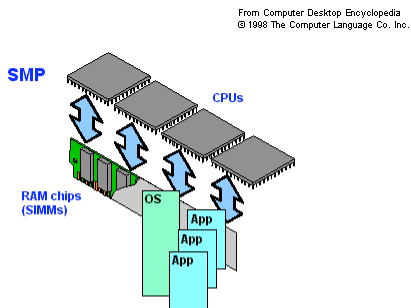 From Computer Desktop Encyclopedia
© 1998 The Computer Language Co. Inc.
SMP
CPUs
RAM chips
(SIMMs)
OS
App
App
App